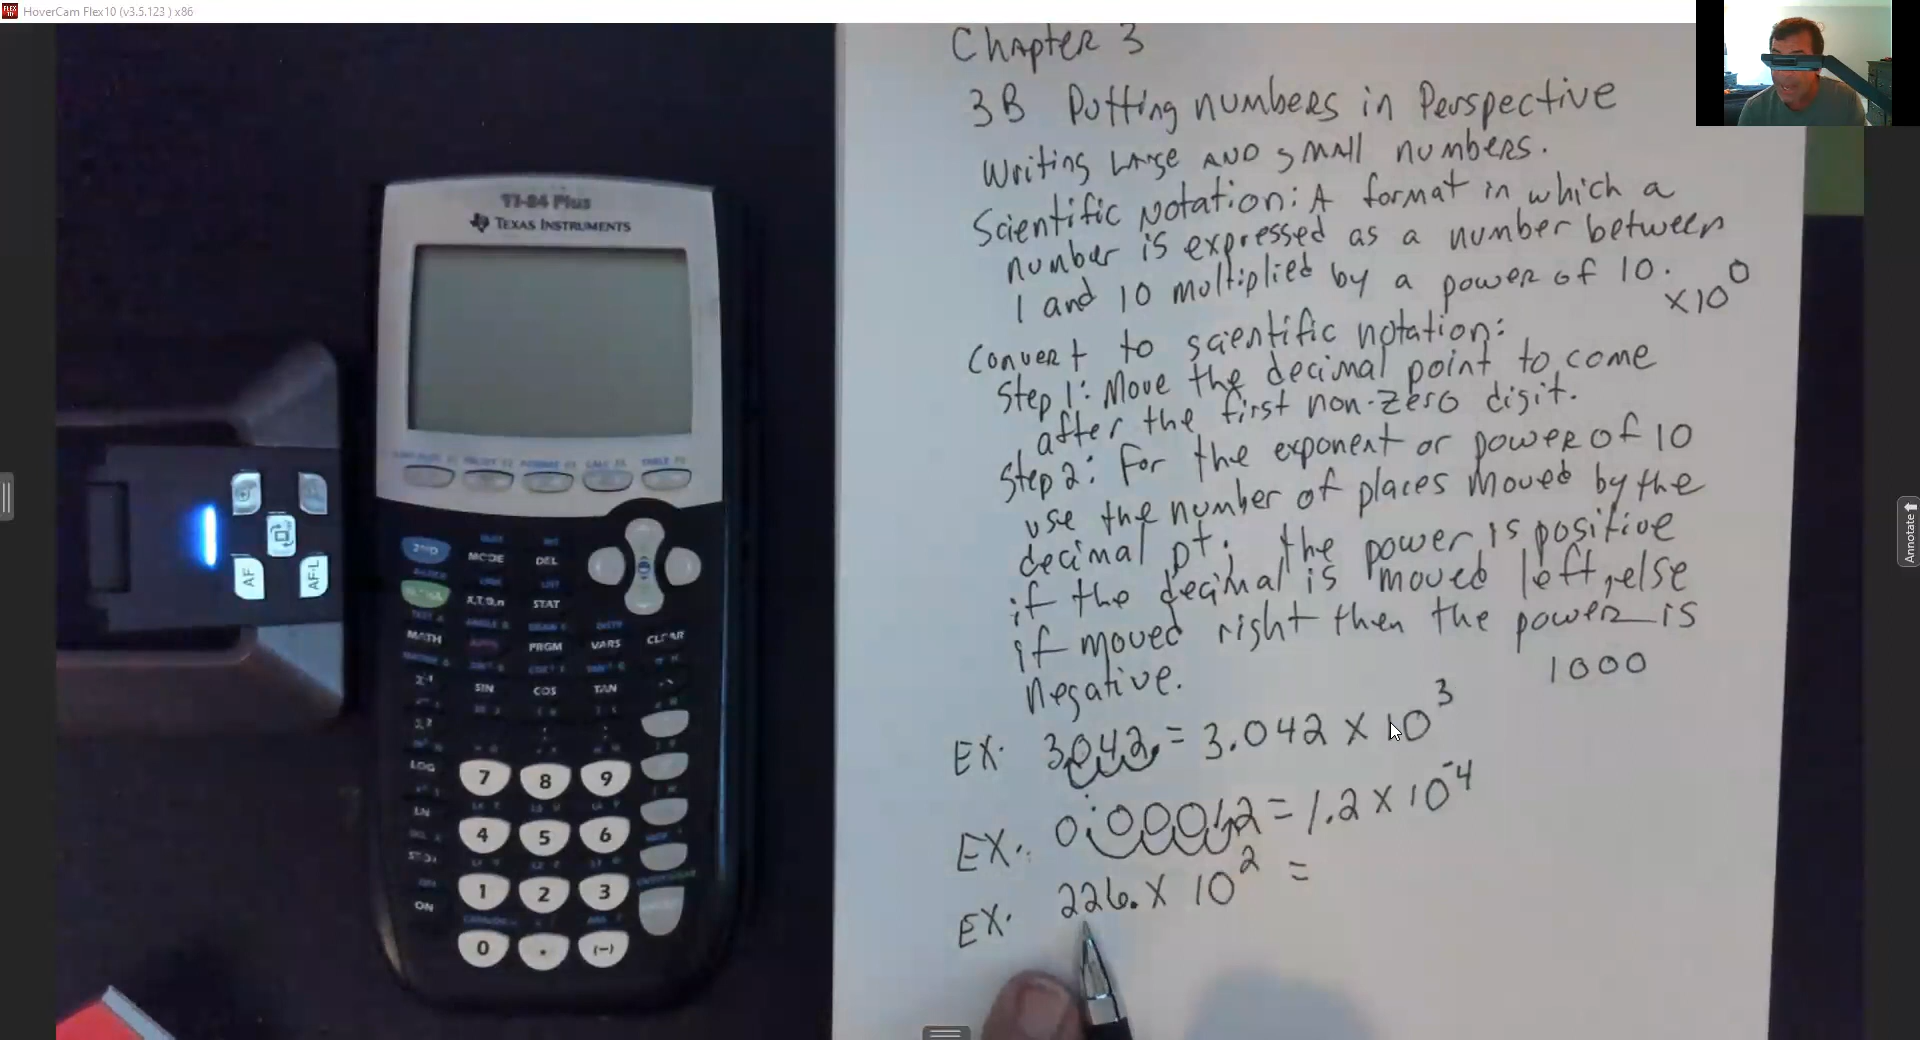 HoverCam Flex10 (v3.5.123 ) x86
Chapter 3
3B Putting numbers in Perspective
Writing Large AND small numbers.
Scientific Notation: A format in which a
number is expressed as a number between
1 and 10 multiplied by a power of 10.
x10^0
Convert to scientific notation:
Step 1: Move the decimal point to come
after the first non-zero digit.
Step 2: For the exponent or power of 10
use the number of places moved by the
decimal pt; the power is positive
if the decimal is moved left, else
if moved right then the power is
negative.
1000
EX. 3042. = 3.042 x 10^3
EX. 0.00012 = 1.2 x 10^-4
EX. 226. x 10^2 =
TI-84 Plus
TEXAS INSTRUMENTS
2ND MODE DEL
X,T,Θ,n STAT
MATH PRGM VARS CLEAR
SIN COS TAN
LOG 7 8 9
LN 4 5 6
1 2 3
ON 0 . (-)
AF AF-L
Annotate